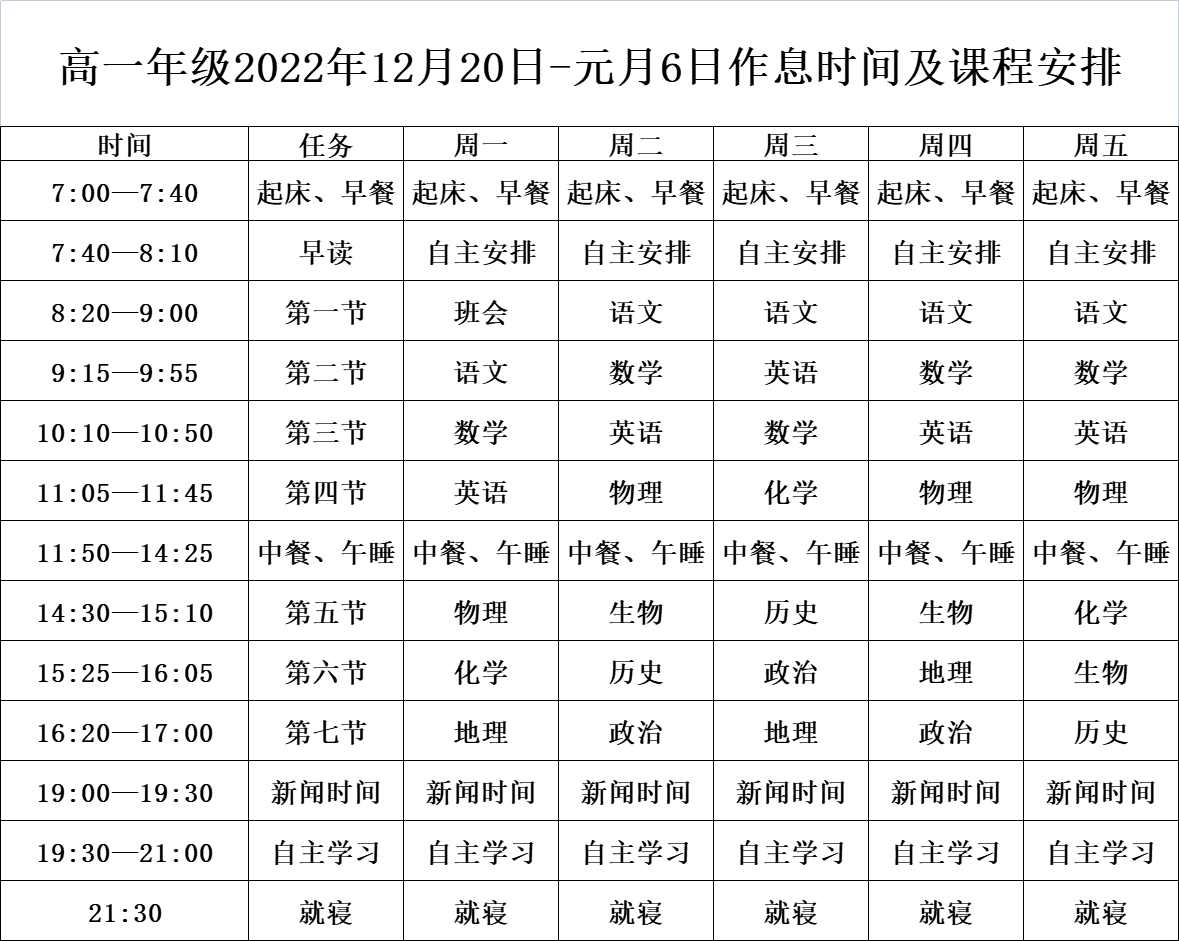 高一年级2022年12月20日-元月6日作息时间及课程安排
时间 任务 周一 周二 周三 周四 周五
7:00—7:40 起床、早餐 起床、早餐 起床、早餐 起床、早餐 起床、早餐 起床、早餐
7:40—8:10 早读 自主安排 自主安排 自主安排 自主安排 自主安排
8:20—9:00 第一节 班会 语文 语文 语文 语文
9:15—9:55 第二节 语文 数学 英语 数学 数学
10:10—10:50 第三节 数学 英语 数学 英语 英语
11:05—11:45 第四节 英语 物理 化学 物理 物理
11:50—14:25 中餐、午睡 中餐、午睡 中餐、午睡 中餐、午睡 中餐、午睡 中餐、午睡
14:30—15:10 第五节 物理 生物 历史 生物 化学
15:25—16:05 第六节 化学 历史 政治 地理 生物
16:20—17:00 第七节 地理 政治 地理 政治 历史
19:00—19:30 新闻时间 新闻时间 新闻时间 新闻时间 新闻时间 新闻时间
19:30—21:00 自主学习 自主学习 自主学习 自主学习 自主学习 自主学习
21:30 就寝 就寝 就寝 就寝 就寝 就寝